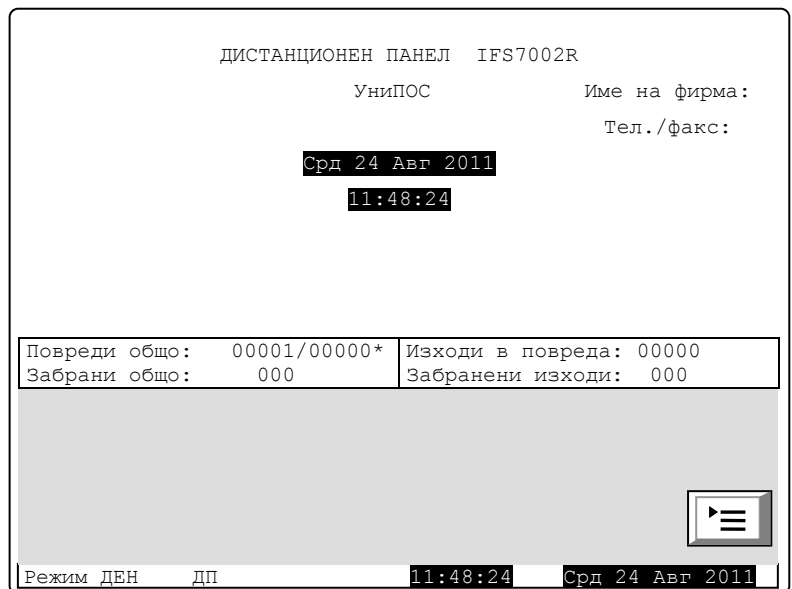 ДИСТАНЦИОНЕН ПАНЕЛ IFS7002R
УниПОС Име на фирма:
Тел./факс:
Срд 24 Авг 2011
11:48:24
Повреди общо: 00001/00000* Изходи в повреда: 00000
Забрани общо: 000 Забранени изходи: 000
Режим ДЕН ДП 11:48:24 Срд 24 Авг 2011